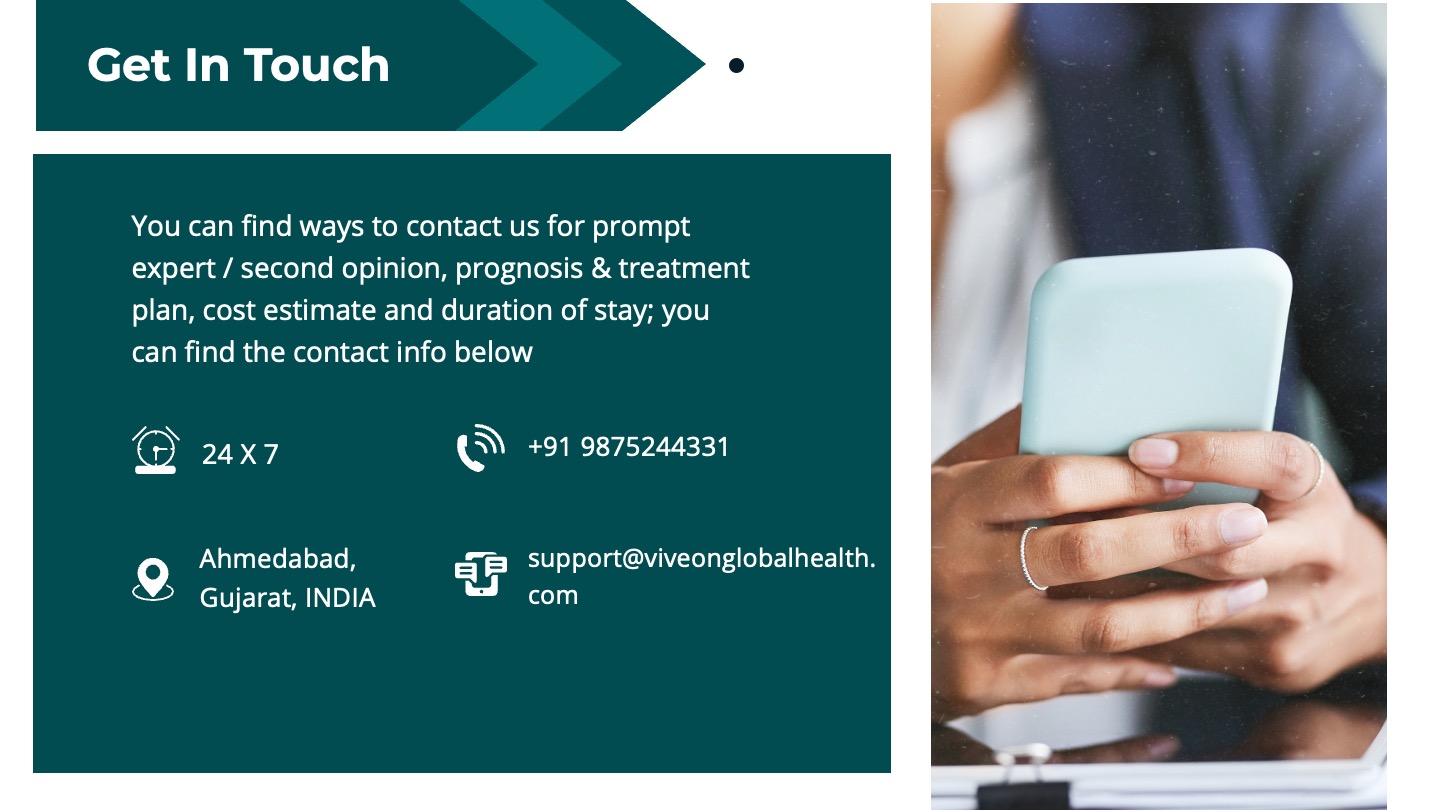 Get In Touch
You can find ways to contact us for prompt
expert / second opinion, prognosis & treatment
plan, cost estimate and duration of stay; you
can find the contact info below
24 X 7
+91 9875244331
Ahmedabad,
Gujarat, INDIA
support@viveonglobalhealth.
com